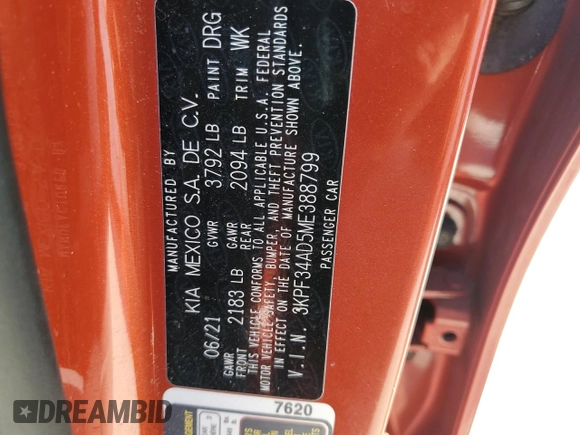 MANUFACTURED BY
KIA MEXICO S.A. DE C.V.
06/21 GVWR 3792 LB PAINT DRG
GAWR FRONT 2183 LB GAWR REAR 2094 LB TRIM WK
THIS VEHICLE CONFORMS TO ALL APPLICABLE U.S.A. FEDERAL
MOTOR VEHICLE SAFETY, BUMPER, AND THEFT PREVENTION STANDARDS
IN EFFECT ON THE DATE OF MANUFACTURE SHOWN ABOVE.
V.I.N. 3KPF34AD5ME388799
PASSENGER CAR
7620
DREAMBID